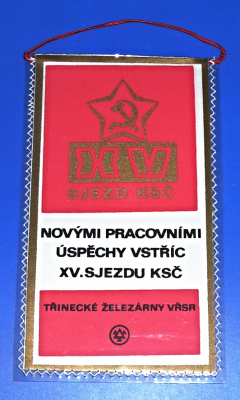 XV
SJEZD KSČ
NOVÝMI PRACOVNÍMI
ÚSPĚCHY VSTŘÍC
XV. SJEZDU KSČ
TŘINECKÉ ŽELEZÁRNY VŘSR